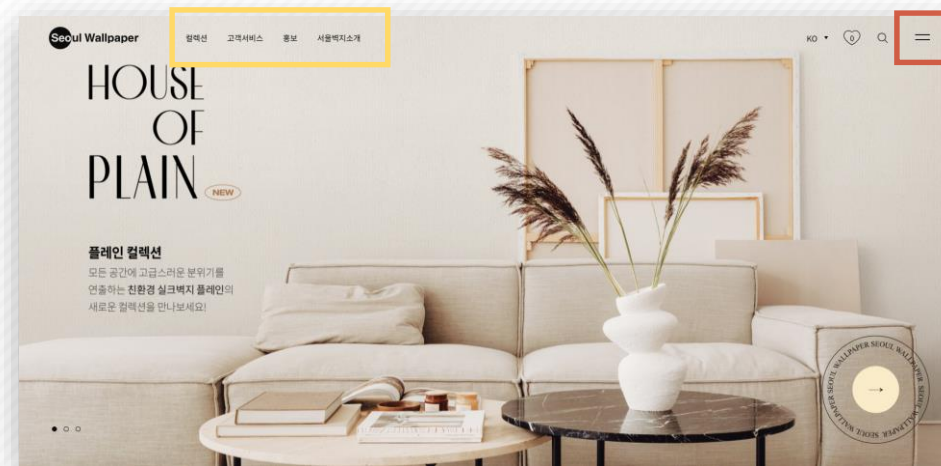 Seoul Wallpaper
컬렉션 고객서비스 홍보 서울벽지소개
KO
0
HOUSE
OF
PLAIN
NEW
플레인 컬렉션
모든 공간에 고급스러운 분위기를
연출하는 친환경 실크벽지 플레인의
새로운 컬렉션을 만나보세요!
WALLPAPER SEOUL WALLPAPER SEOUL WALLPAPER SEOUL